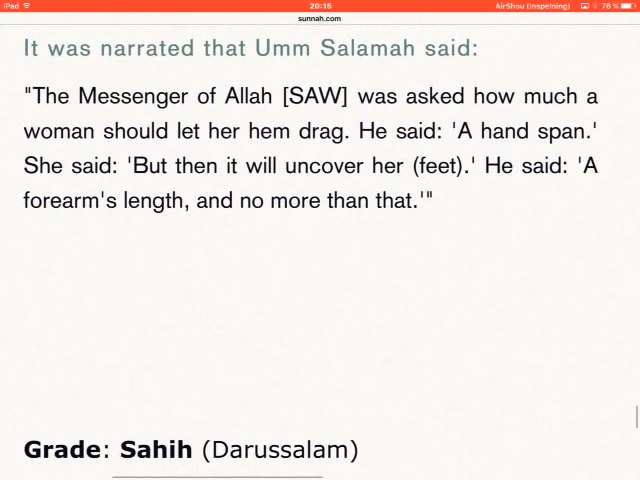 iPad 20:15 AirShou (Inspelning) 76 %
sunnah.com
It was narrated that Umm Salamah said:
"The Messenger of Allah [SAW] was asked how much a
woman should let her hem drag. He said: 'A hand span.'
She said: 'But then it will uncover her (feet).' He said: 'A
forearm's length, and no more than that.'"
Grade: Sahih (Darussalam)